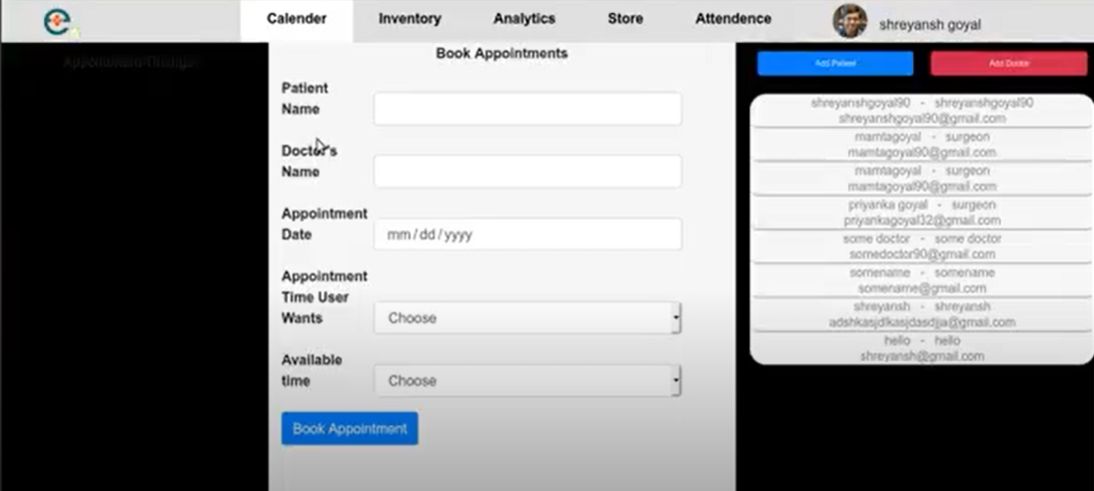 Calender Inventory Analytics Store Attendence shreyansh goyal
Appointment Timings
Book Appointments
Patient
Name
Doctor's
Name
Appointment
Date
mm/dd/yyyy
Appointment
Time User
Wants
Choose
Available
time
Choose
Book Appointment
Add Patient Add Doctor
shreyanshgoyal90 - shreyanshgoyal90
shreyanshgoyal90@gmail.com
mamtagoyal - surgeon
mamtagoyal90@gmail.com
mamtagoyal - surgeon
mamtagoyal90@gmail.com
priyanka goyal - surgeon
priyankagoyal32@gmail.com
some doctor - some doctor
somedoctor90@gmail.com
somename - somename
somename@gmail.com
shreyansh - shreyansh
adshkasjdlkasjdasdjja@gmail.com
hello - hello
shreyansh@gmail.com